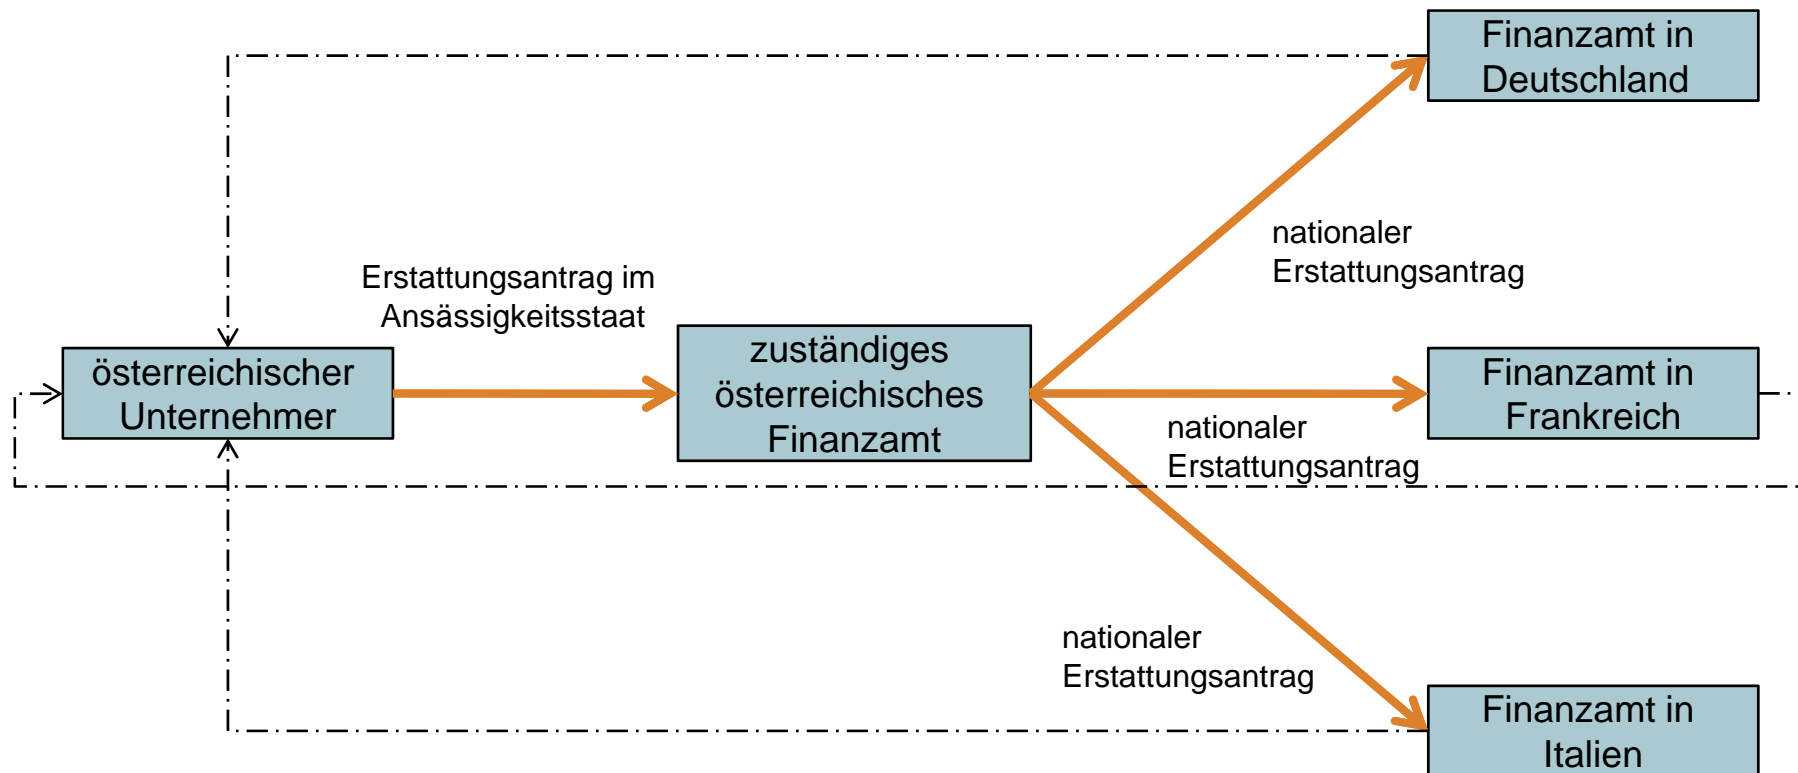 Finanzamt in
Deutschland
nationaler
Erstattungsantrag
Erstattungsantrag im
Ansässigkeitsstaat
österreichischer
Unternehmer
zuständiges
österreichisches
Finanzamt
Finanzamt in
Frankreich
nationaler
Erstattungsantrag
nationaler
Erstattungsantrag
Finanzamt in
Italien